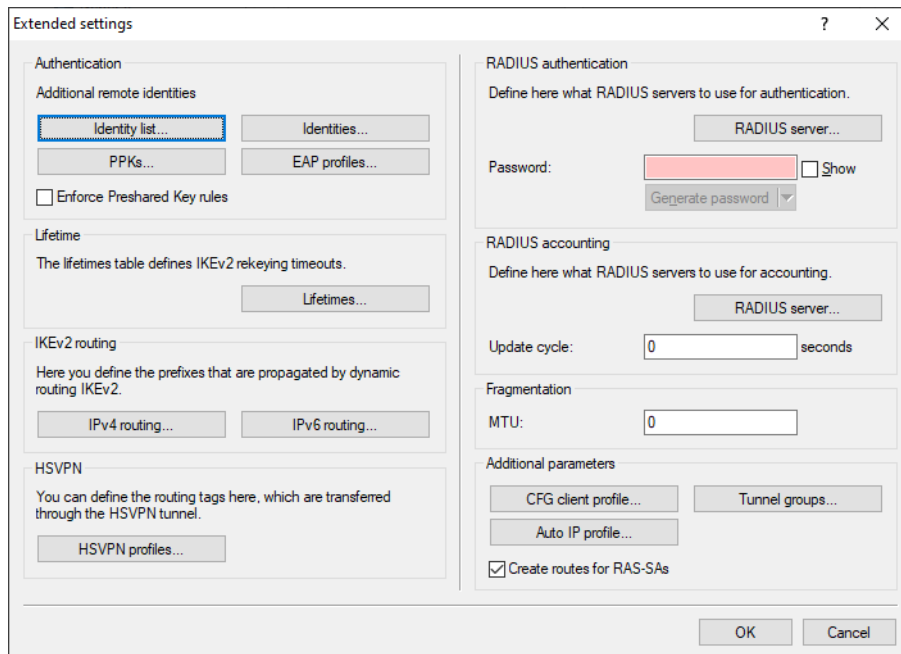 Extended settings
?
Authentication
Additional remote identities
Identity list...
Identities...
PPKs...
EAP profiles...
Enforce Preshared Key rules
Lifetime
The lifetimes table defines IKEv2 rekeying timeouts.
Lifetimes...
IKEv2 routing
Here you define the prefixes that are propagated by dynamic
routing IKEv2.
IPv4 routing...
IPv6 routing...
HSVPN
You can define the routing tags here, which are transferred
through the HSVPN tunnel.
HSVPN profiles...
RADIUS authentication
Define here what RADIUS servers to use for authentication.
RADIUS server...
Password:
Show
Generate password
RADIUS accounting
Define here what RADIUS servers to use for accounting.
RADIUS server...
Update cycle:
0
seconds
Fragmentation
MTU:
0
Additional parameters
CFG client profile...
Tunnel groups...
Auto IP profile...
Create routes for RAS-SAs
OK
Cancel